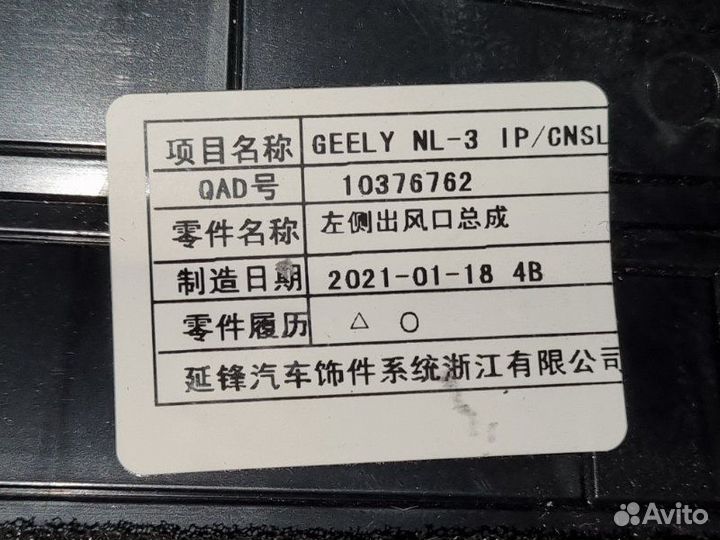 项目名称 GEELY NL-3 IP/CNSL
QAD号 10376762
零件名称 左侧出风口总成
制造日期 2021-01-18 4B
零件履历 △ ○
延锋汽车饰件系统浙江有限公司
Avito